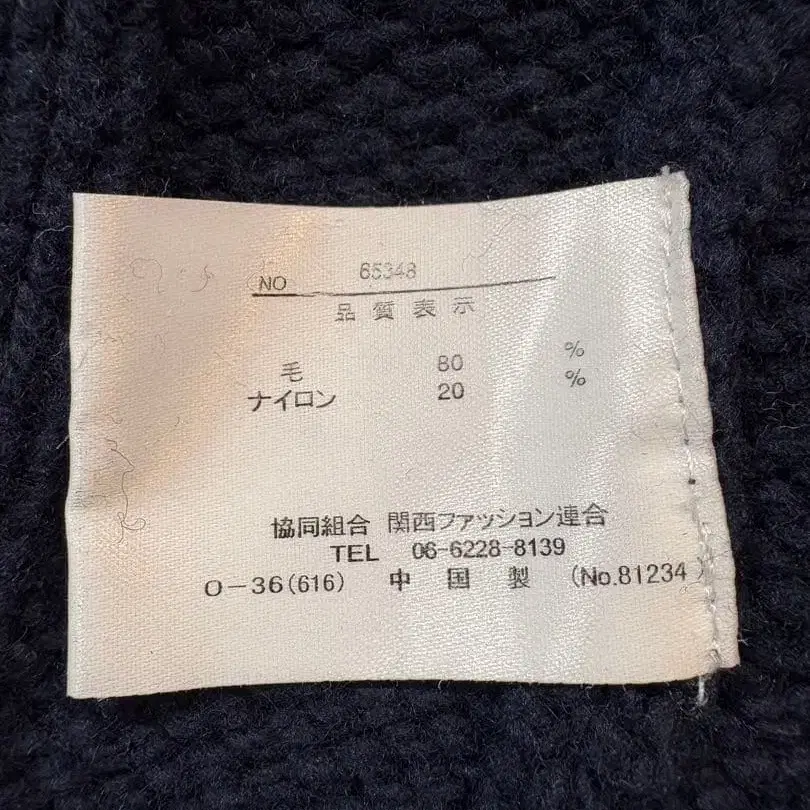 NO 65348
品質表示
毛 80 %
ナイロン 20 %
協同組合 関西ファッション連合
TEL 06-6228-8139
O-36(616) 中国製 (No.81234)